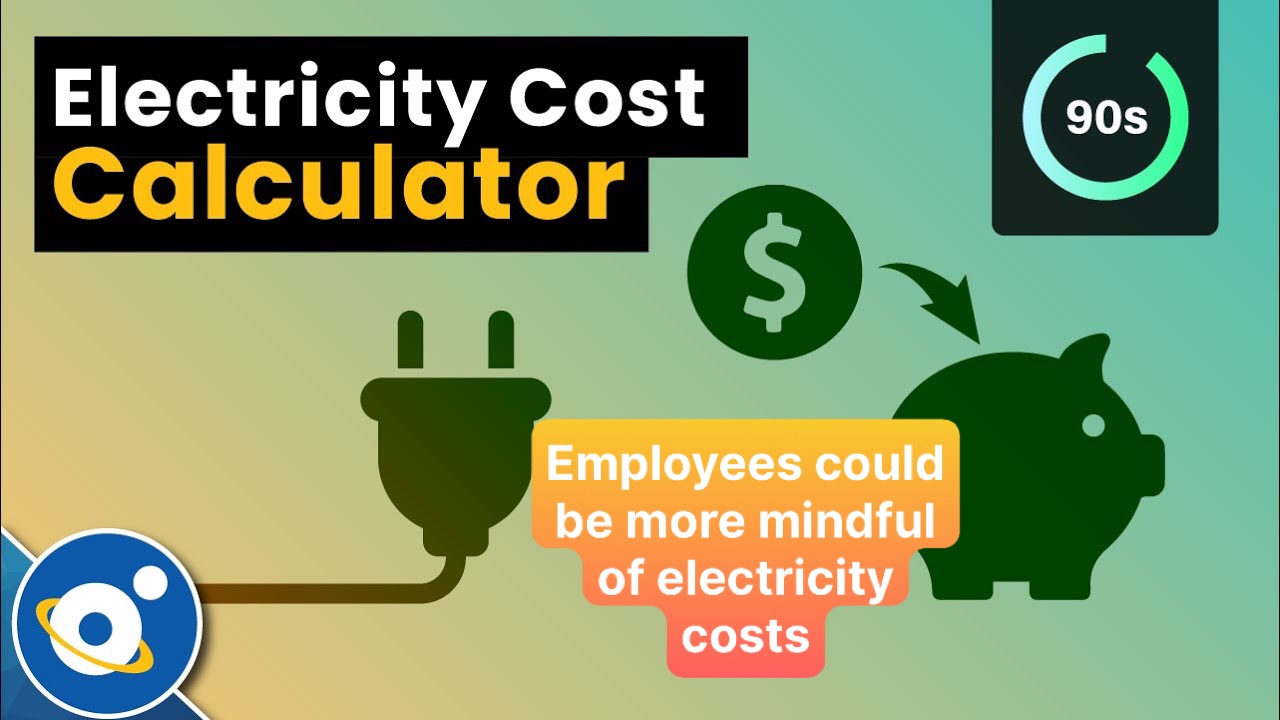 Electricity Cost
Calculator
90s
$
Employees could
be more mindful
of electricity
costs